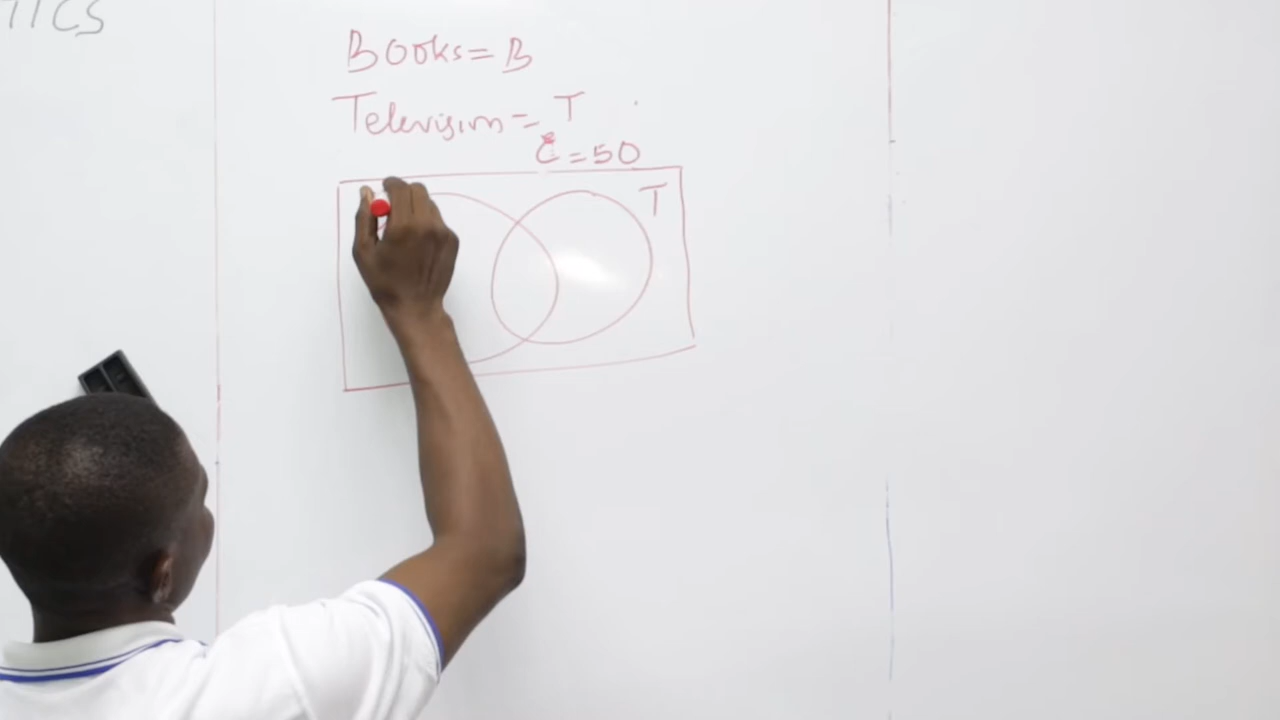 TICS
Books = B
Television = T
ℰ = 50
T